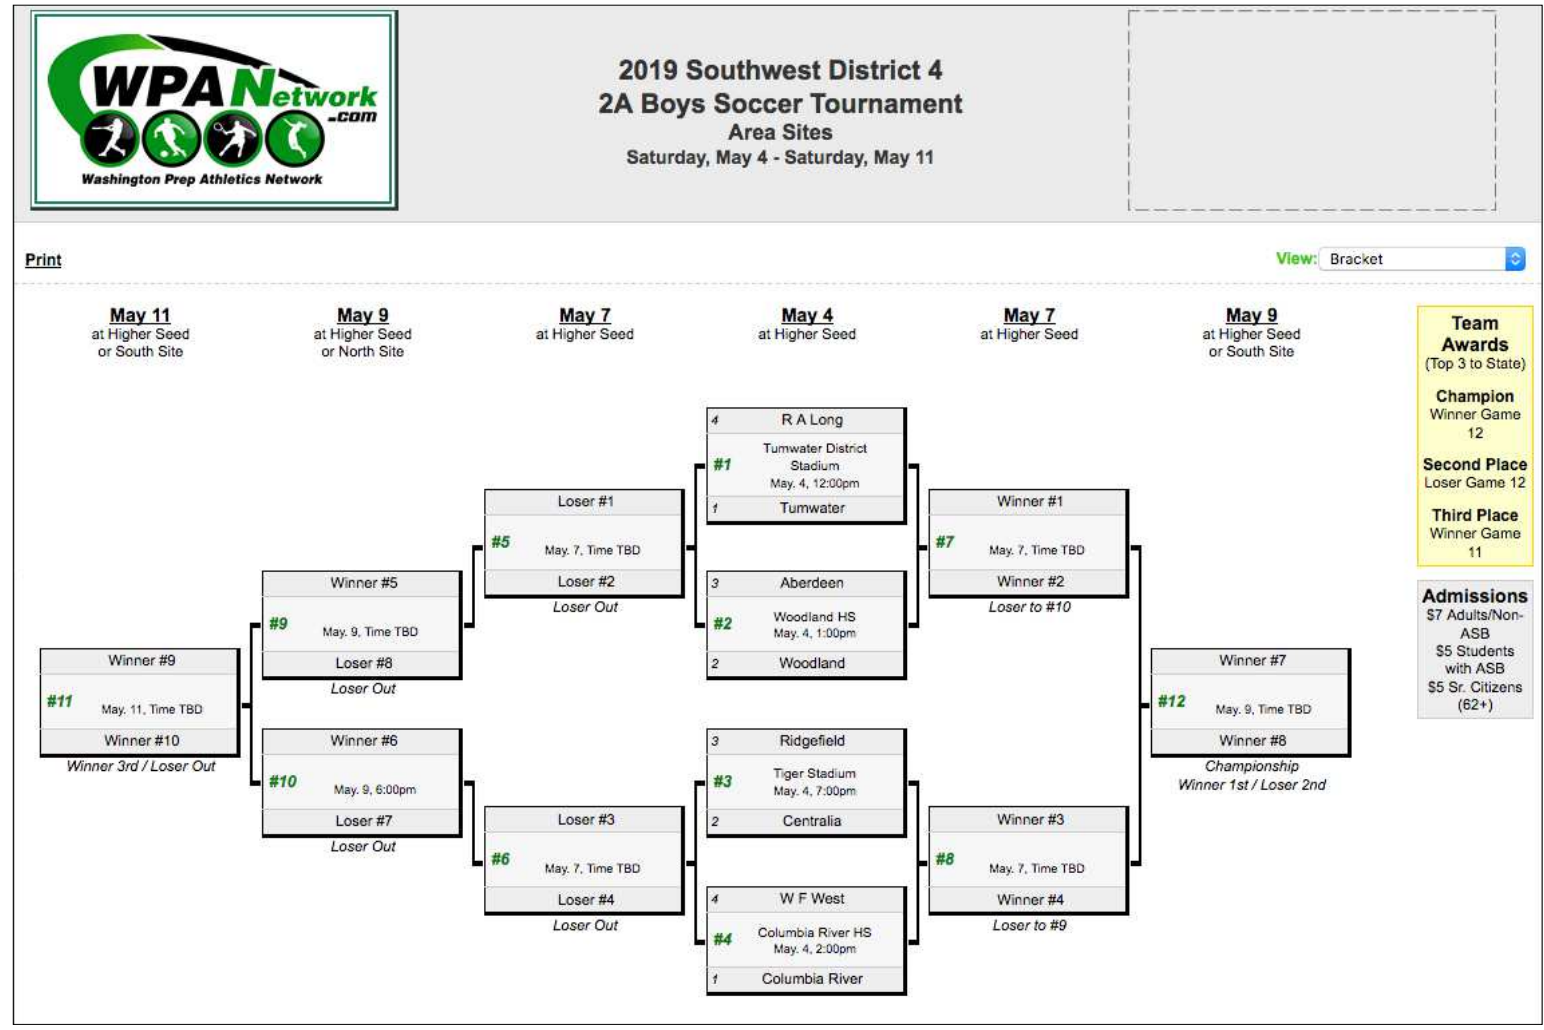 WPANetwork
.com
Washington Prep Athletics Network
2019 Southwest District 4
2A Boys Soccer Tournament
Area Sites
Saturday, May 4 - Saturday, May 11
Print
View: Bracket
May 11
at Higher Seed
or South Site
May 9
at Higher Seed
or North Site
May 7
at Higher Seed
May 4
at Higher Seed
May 7
at Higher Seed
May 9
at Higher Seed
or South Site
Winner #9
#11
May. 11, Time TBD
Winner #10
Winner 3rd / Loser Out
Winner #5
#9
May. 9, Time TBD
Loser #8
Loser Out
Winner #6
#10
May. 9, 6:00pm
Loser #7
Loser Out
Loser #1
#5
May. 7, Time TBD
Loser #2
Loser Out
Loser #3
#6
May. 7, Time TBD
Loser #4
Loser Out
4 R A Long
Tumwater District
#1 Stadium
May. 4, 12:00pm
1 Tumwater
3 Aberdeen
#2 Woodland HS
May. 4, 1:00pm
2 Woodland
3 Ridgefield
#3 Tiger Stadium
May. 4, 7:00pm
2 Centralia
4 W F West
#4 Columbia River HS
May. 4, 2:00pm
1 Columbia River
Winner #1
#7
May. 7, Time TBD
Winner #2
Loser to #10
Winner #3
#8
May. 7, Time TBD
Winner #4
Loser to #9
Winner #7
#12
May. 9, Time TBD
Winner #8
Championship
Winner 1st / Loser 2nd
Team
Awards
(Top 3 to State)
Champion
Winner Game
12
Second Place
Loser Game 12
Third Place
Winner Game
11
Admissions
$7 Adults/Non-
ASB
$5 Students
with ASB
$5 Sr. Citizens
(62+)